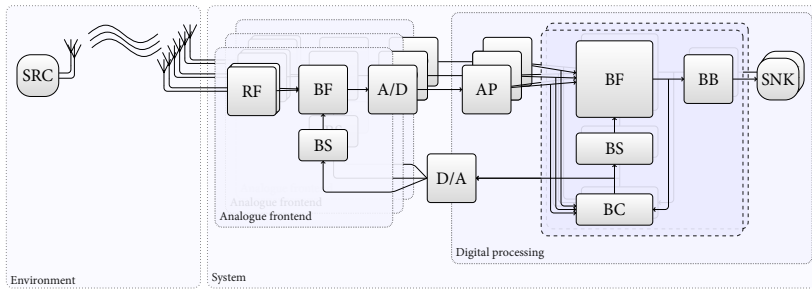 SRC
RF
BF
A/D
AP
BF
BB
SNK
BS
BS
D/A
BC
Analogue frontend
Analogue frontend
Digital processing
Environment
System